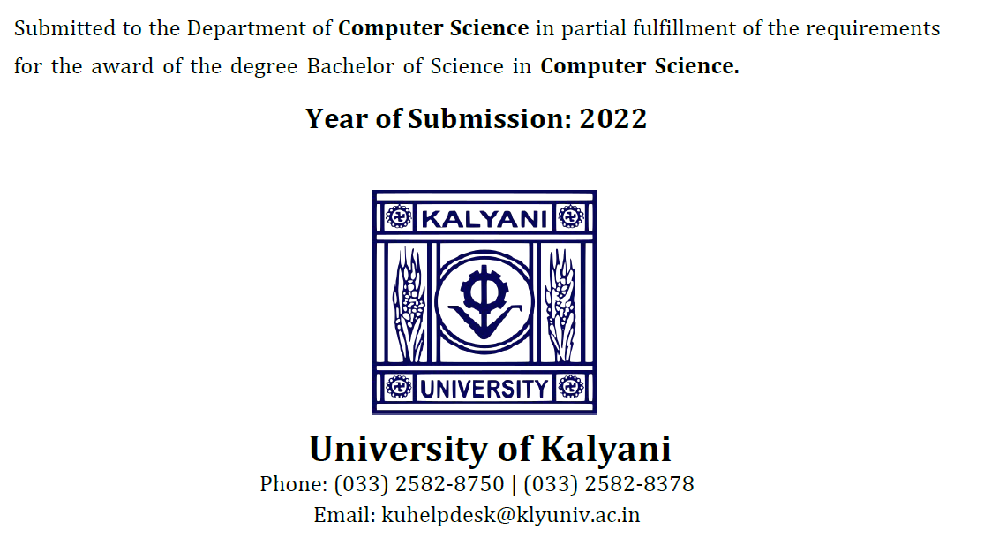 Submitted to the Department of Computer Science in partial fulfillment of the requirements
for the award of the degree Bachelor of Science in Computer Science.
Year of Submission: 2022
KALYANI
UNIVERSITY
University of Kalyani
Phone: (033) 2582-8750 | (033) 2582-8378
Email: kuhelpdesk@klyuniv.ac.in